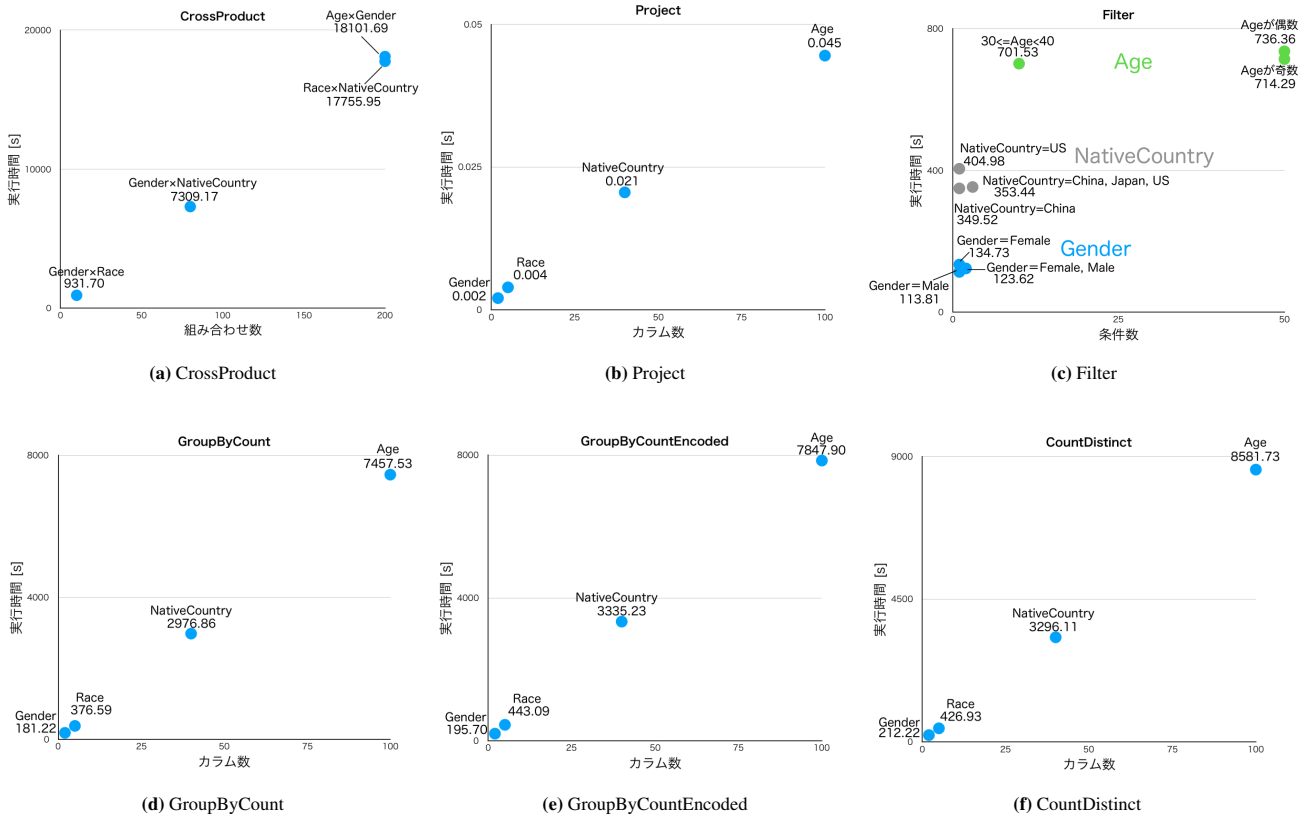 CrossProduct
20000
10000
0
実行時間 [s]
Age×Gender
18101.69
Race×NativeCountry
17755.95
Gender×NativeCountry
7309.17
Gender×Race
931.70
0
50
100
150
200
組み合わせ数
(a) CrossProduct
Project
0.05
0.025
0
実行時間 [s]
Age
0.045
NativeCountry
0.021
Race
0.004
Gender
0.002
0
25
50
75
100
カラム数
(b) Project
Filter
800
400
0
実行時間 [s]
Ageが偶数
736.36
Ageが奇数
714.29
30<=Age<40
701.53
Age
NativeCountry=US
404.98
NativeCountry
NativeCountry=China, Japan, US
353.44
NativeCountry=China
349.52
Gender＝Female
134.73
Gender
Gender＝Female, Male
123.62
Gender＝Male
113.81
0
25
50
条件数
(c) Filter
GroupByCount
8000
4000
0
実行時間 [s]
Age
7457.53
NativeCountry
2976.86
Race
376.59
Gender
181.22
0
25
50
75
100
カラム数
(d) GroupByCount
GroupByCountEncoded
8000
4000
0
実行時間 [s]
Age
7847.90
NativeCountry
3335.23
Race
443.09
Gender
195.70
0
25
50
75
100
カラム数
(e) GroupByCountEncoded
CountDistinct
9000
4500
0
実行時間 [s]
Age
8581.73
NativeCountry
3296.11
Race
426.93
Gender
212.22
0
25
50
75
100
カラム数
(f) CountDistinct